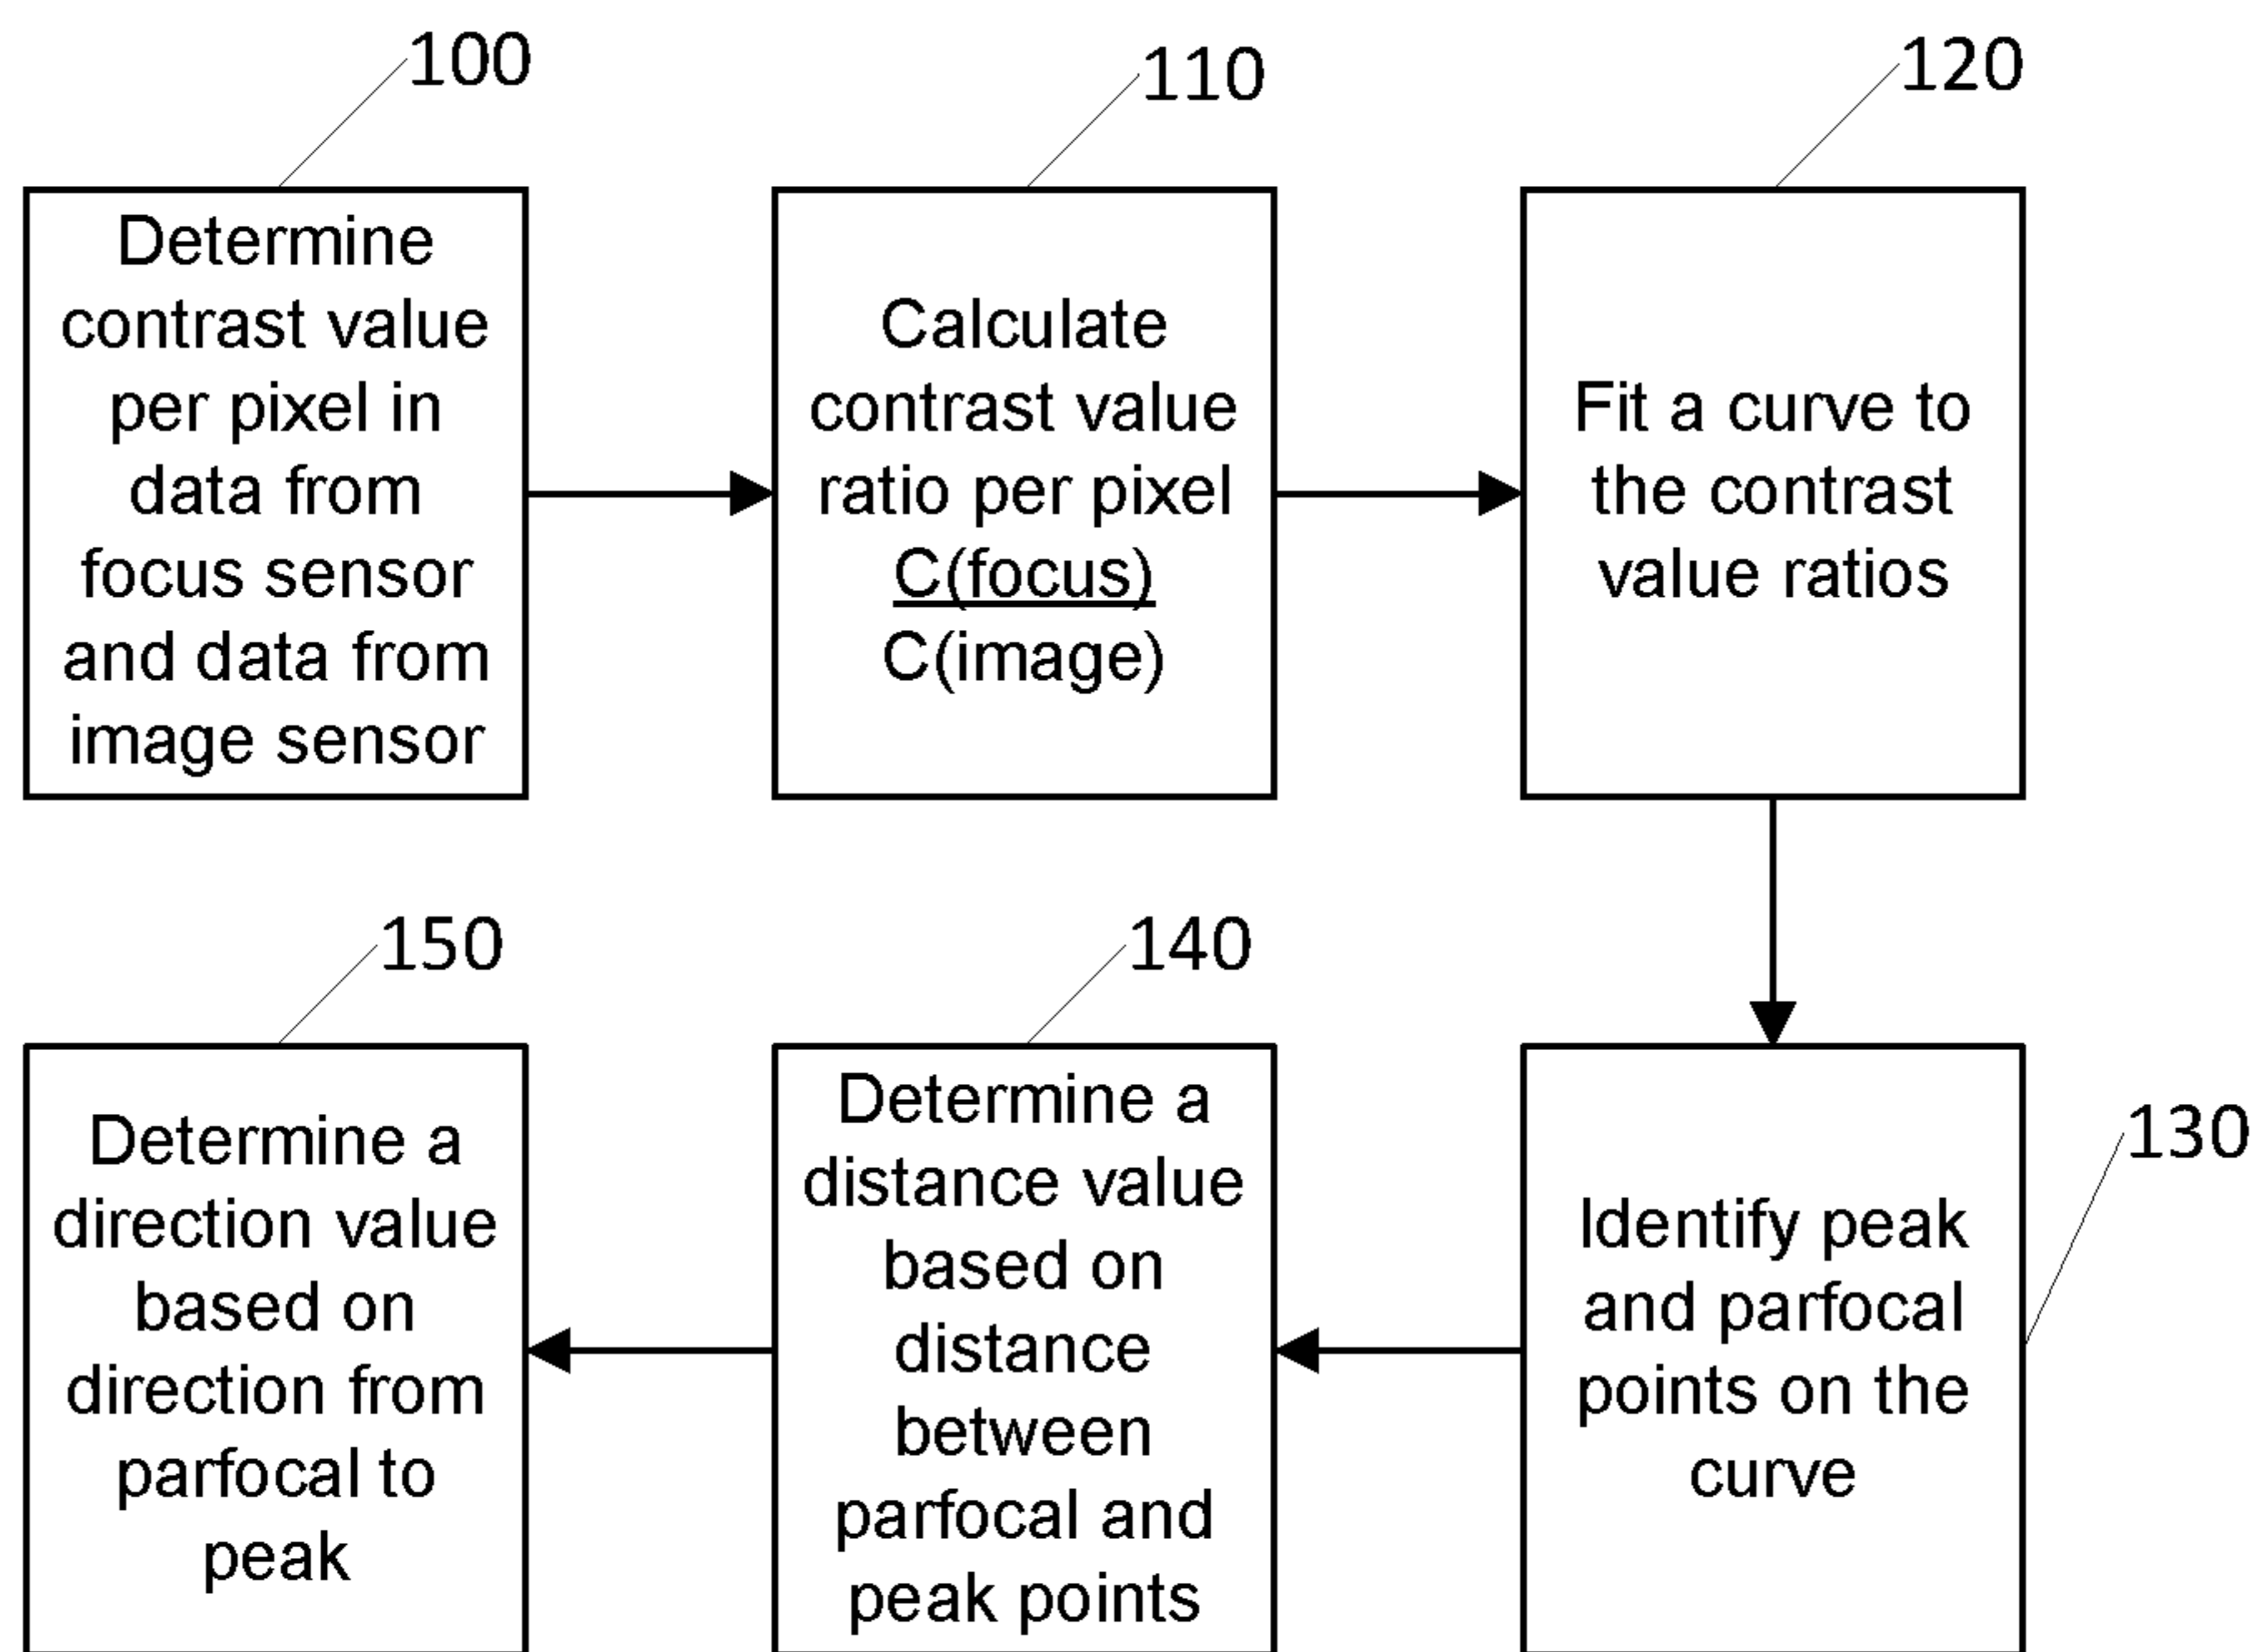 100
Determine
contrast value
per pixel in
data from
focus sensor
and data from
image sensor
110
Calculate
contrast value
ratio per pixel
C(focus)
C(image)
120
Fit a curve to
the contrast
value ratios
130
Identify peak
and parfocal
points on the
curve
140
Determine a
distance value
based on
distance
between
parfocal and
peak points
150
Determine a
direction value
based on
direction from
parfocal to
peak